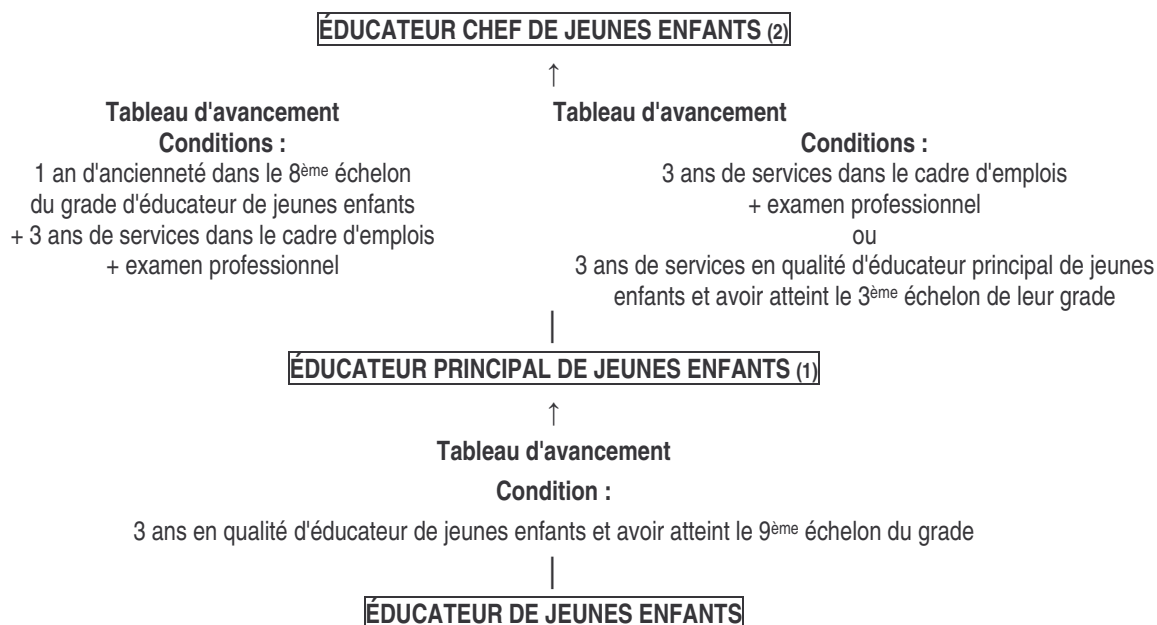 ÉDUCATEUR CHEF DE JEUNES ENFANTS (2)
↑
Tableau d'avancement
Conditions :
1 an d'ancienneté dans le 8ème échelon
du grade d'éducateur de jeunes enfants
+ 3 ans de services dans le cadre d'emplois
+ examen professionnel
Tableau d'avancement
Conditions :
3 ans de services dans le cadre d'emplois
+ examen professionnel
ou
3 ans de services en qualité d'éducateur principal de jeunes
enfants et avoir atteint le 3ème échelon de leur grade
ÉDUCATEUR PRINCIPAL DE JEUNES ENFANTS (1)
↑
Tableau d'avancement
Condition :
3 ans en qualité d'éducateur de jeunes enfants et avoir atteint le 9ème échelon du grade
ÉDUCATEUR DE JEUNES ENFANTS